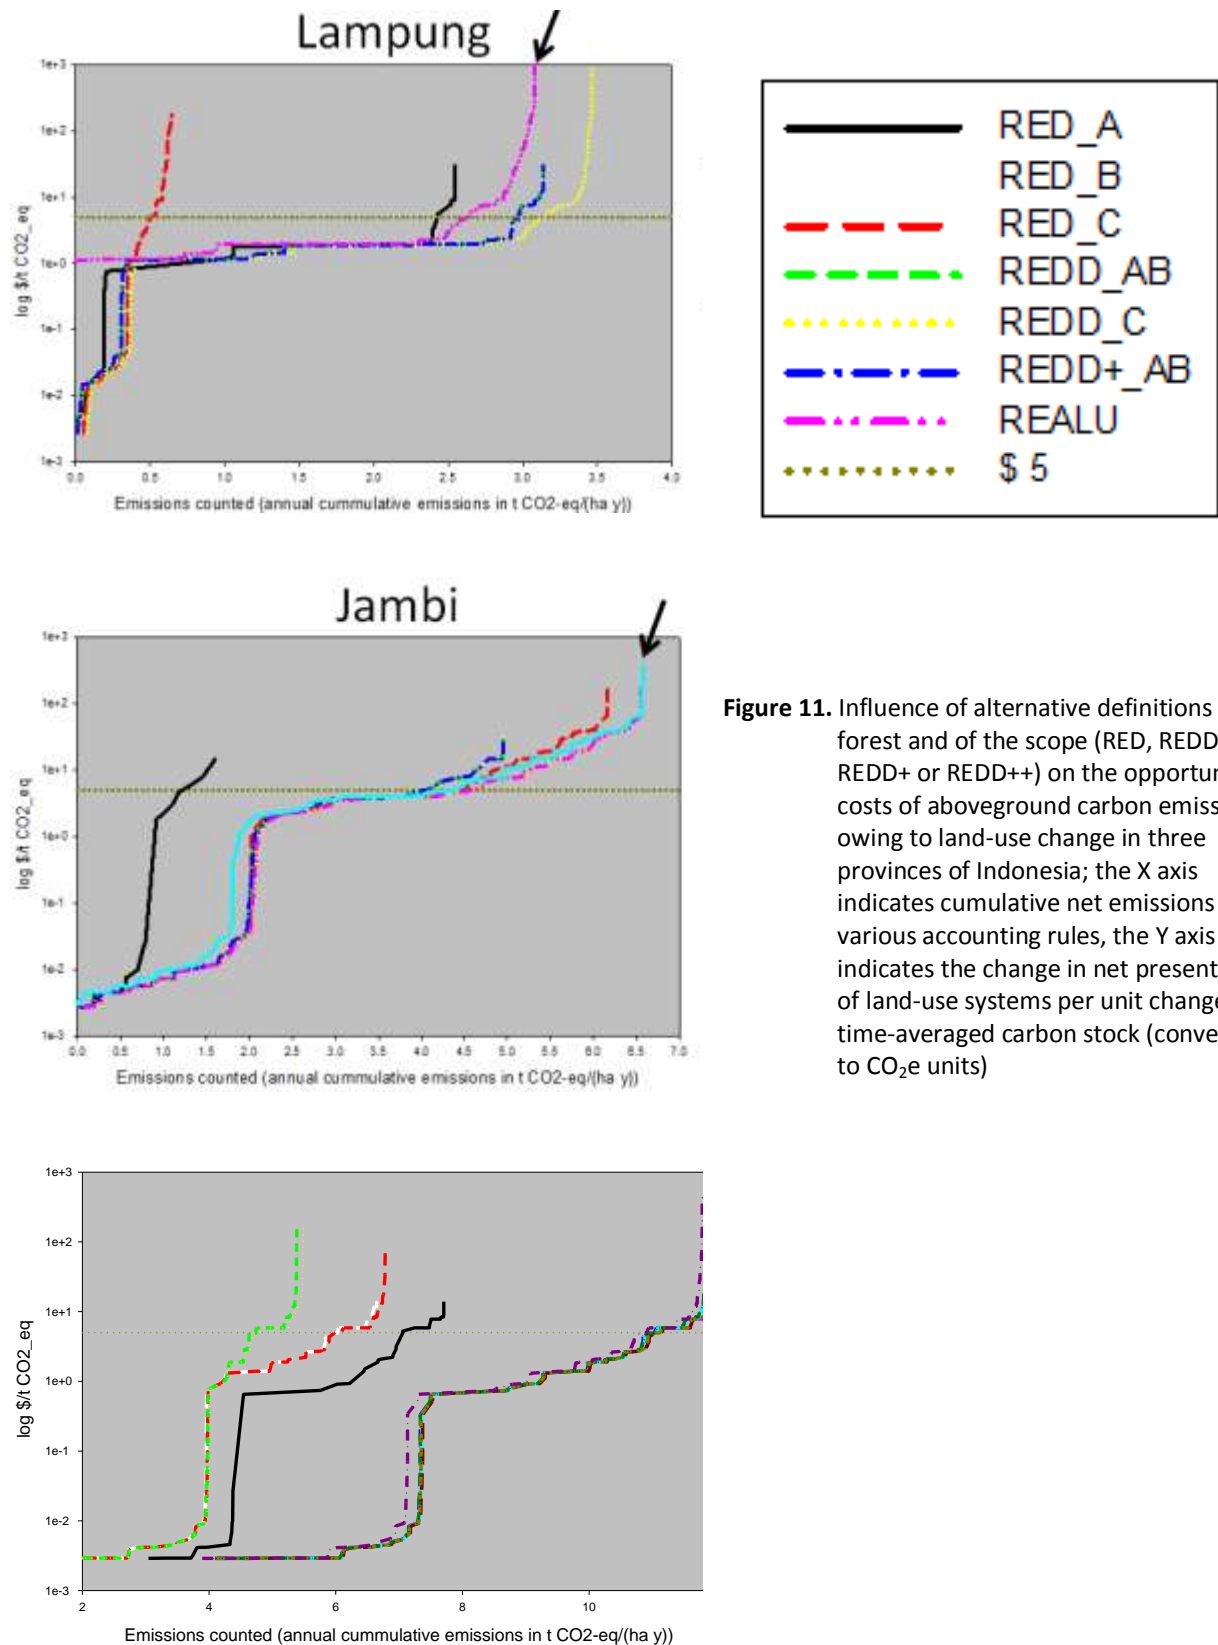 Lampung
1e+3
1e+2
1e+1
1e+0
1e-1
1e-2
1e-3
log $/t CO2_eq
0.0 0.5 1.0 1.5 2.0 2.5 3.0 3.5 4.0
Emissions counted (annual cummulative emissions in t CO2-eq/(ha y))
RED_A
RED_B
RED_C
REDD_AB
REDD_C
REDD+_AB
REALU
$ 5
Jambi
1e+3
1e+2
1e+1
1e+0
1e-1
1e-2
1e-3
log $/t CO2_eq
0.0 0.5 1.0 1.5 2.0 2.5 3.0 3.5 4.0 4.5 5.0 5.5 6.0 6.5 7.0
Emissions counted (annual cummulative emissions in t CO2-eq/(ha y))
Figure 11. Influence of alternative definitions
forest and of the scope (RED, REDD
REDD+ or REDD++) on the opportun
costs of aboveground carbon emiss
owing to land-use change in three
provinces of Indonesia; the X axis
indicates cumulative net emissions
various accounting rules, the Y axis
indicates the change in net present
of land-use systems per unit change
time-averaged carbon stock (conve
to CO2e units)
1e+3
1e+2
1e+1
1e+0
1e-1
1e-2
1e-3
log $/t CO2_eq
2 4 6 8 10
Emissions counted (annual cummulative emissions in t CO2-eq/(ha y))